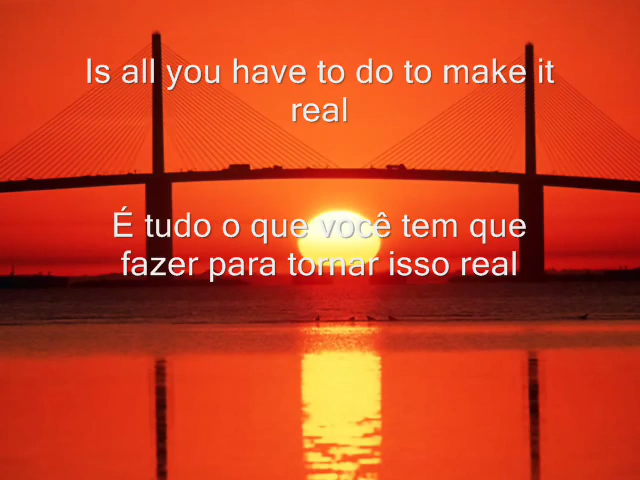 Is all you have to do to make it
real
É tudo o que você tem que
fazer para tornar isso real